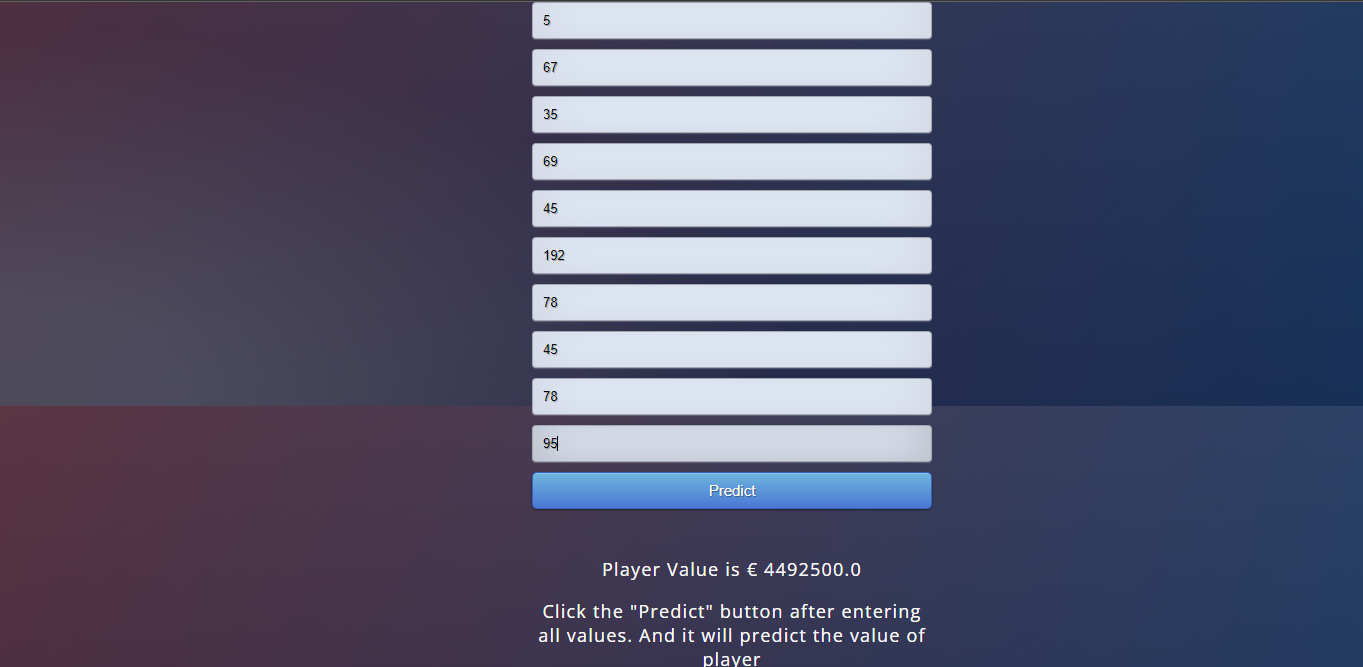 5
67
35
69
45
192
78
45
78
95
Predict
Player Value is € 4492500.0
Click the "Predict" button after entering
all values. And it will predict the value of
player